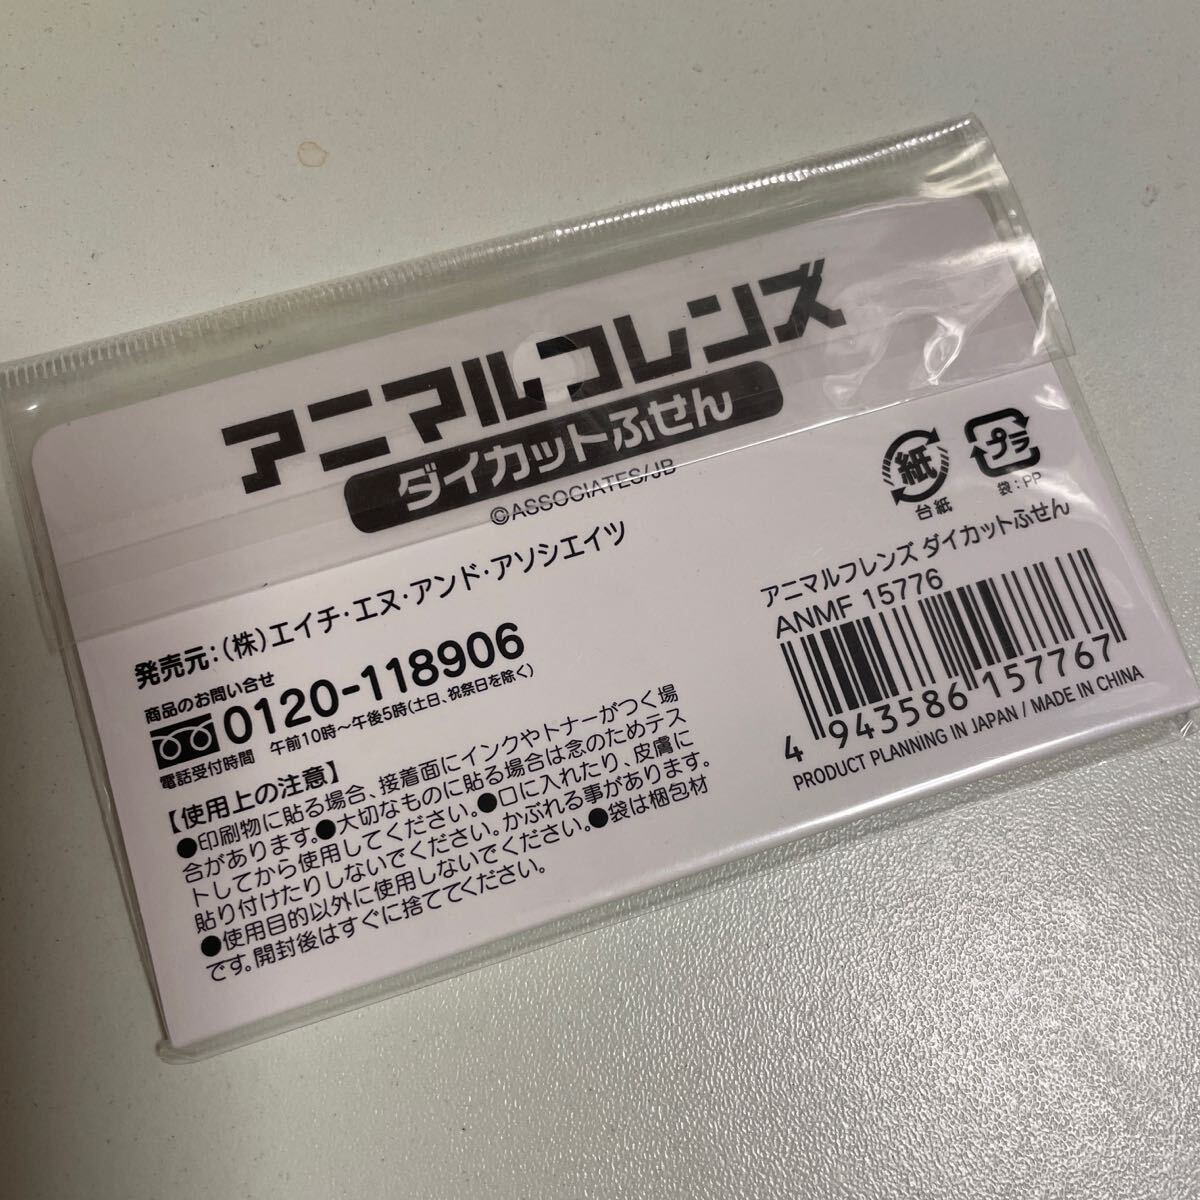 アニマルフレンズ
ダイカットふせん
©ASSOCIATES/JB
発売元:(株)エイチ・エヌ・アンド・アソシエイツ
商品のお問い合せ
0120-118906
電話受付時間 午前10時～午後5時(土日、祝祭日を除く)
【使用上の注意】
●印刷物に貼る場合、接着面にインクやトナーがつく場
合があります。●大切なものに貼る場合は念のためテス
トしてから使用してください。●口に入れたり、皮膚に
貼り付けたりしないでください。かぶれる事があります。
●使用目的以外に使用しないでください。●袋は梱包材
です。開封後はすぐに捨ててください。
紙
台紙
プラ
袋:PP
アニマルフレンズ ダイカットふせん
ANMF 15776
4 943586 157767
PRODUCT PLANNING IN JAPAN / MADE IN CHINA